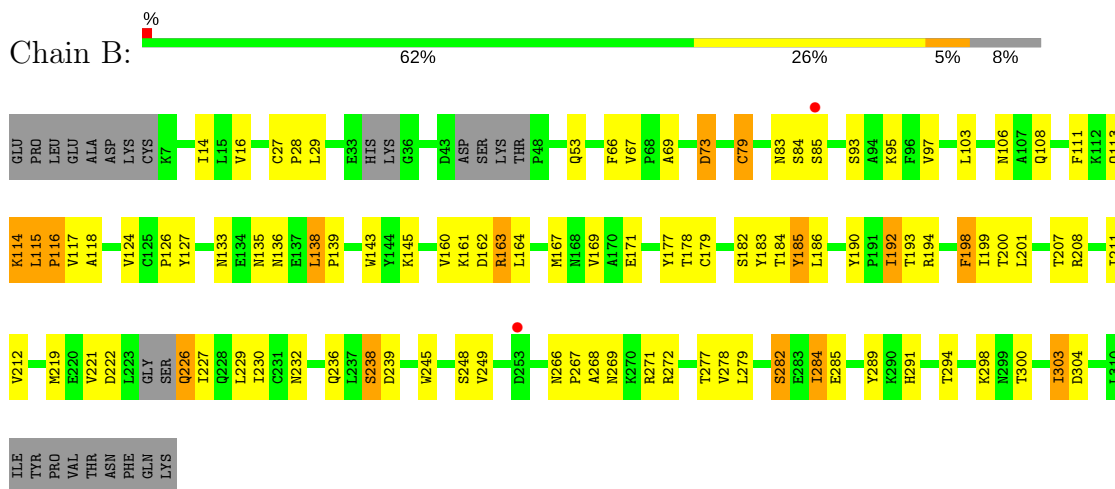 %
Chain B:
62% 26% 5% 8%
GLU PRO LEU GLU ALA ASP LYS CYS K7 I14 L15 V16 C27 P28 L29 E33 HIS LYS G36 D43 ASP SER LYS THR P48 Q53 F66 V67 P68 A69 D73 C79 N83 S84 S85 S93 A94 K95 F96 V97 L103 N106 A107 Q108 F111 K112
K114 L115 P116 V117 A118 V124 C125 P126 Y127 N133 E134 N135 N136 E137 L138 P139 W143 Y144 K145 V160 K161 D162 R163 L164 M167 N168 V169 A170 E171 Y177 T178 C179 S182 Y183 T184 Y185 L186 Y190 P191 I192 T193 R194 F198 I199 T200 L201 T207 R208
V212 M219 E220 V221 D222 L223 GLY SER Q226 I227 Q228 L229 I230 C231 N232 Q236 L237 S238 D239 W245 S248 V249 D253 N266 P267 A268 N269 K270 R271 R272 T277 V278 L279 S282 E283 I284 E285 Y289 K290 H291 T294 K298 N299 T300 I303 D304
ILE TYR PRO VAL THR ASN PHE GLN LYS